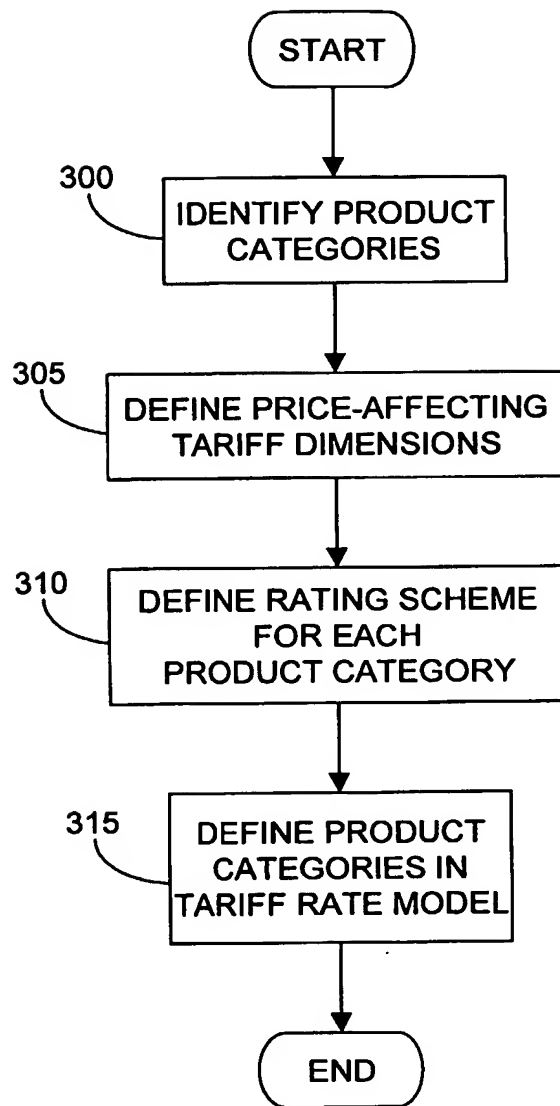 START
300
IDENTIFY PRODUCT
CATEGORIES
305
DEFINE PRICE-AFFECTING
TARIFF DIMENSIONS
310
DEFINE RATING SCHEME
FOR EACH
PRODUCT CATEGORY
315
DEFINE PRODUCT
CATEGORIES IN
TARIFF RATE MODEL
END